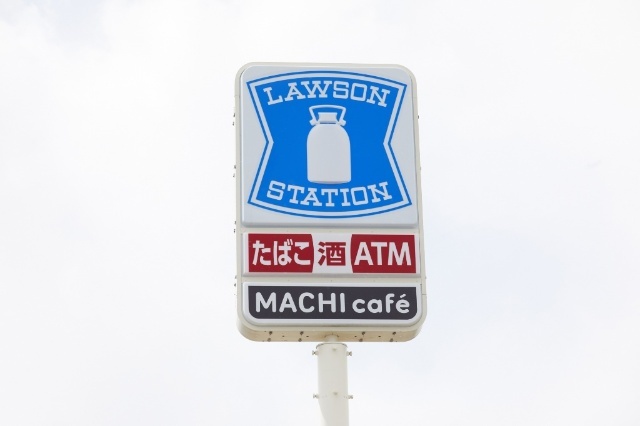 LAWSON
STATION
たばこ 酒 ATM
MACHI café